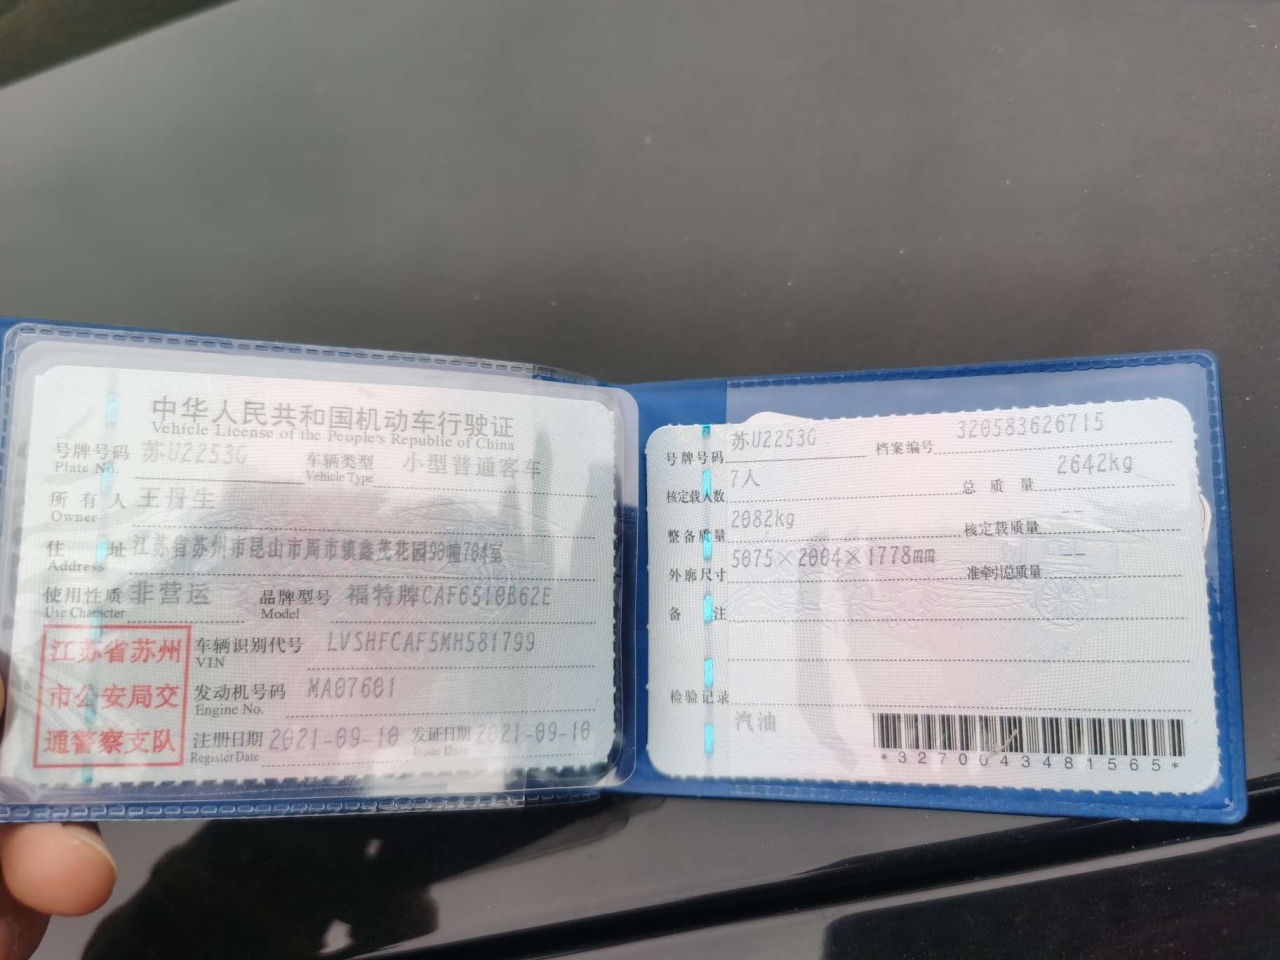 中华人民共和国机动车行驶证
Vehicle License of the People's Republic of China
号牌号码 苏U2253G 车辆类型 小型普通客车
Plate No. Vehicle Type
所有人 王丹生
Owner
住址 江苏省苏州市昆山市周市镇鑫茂花园90幢704室
Address
使用性质 非营运 品牌型号 福特牌CAF6510B62E
Use Character Model
江苏省苏州
市公安局交
通警察支队
车辆识别代号 LVSHFCAF5MH581799
VIN
发动机号码 MA07601
Engine No.
注册日期 2021-09-10 发证日期 2021-09-10
Register Date Issue Date
号牌号码 苏U2253G 档案编号 320583626715
核定载人数 7人 总质量 2642kg
整备质量 2082kg 核定载质量 --
外廓尺寸 5075×2004×1778mm 准牵引总质量 --
备注
检验记录
汽油
*3270043481565*